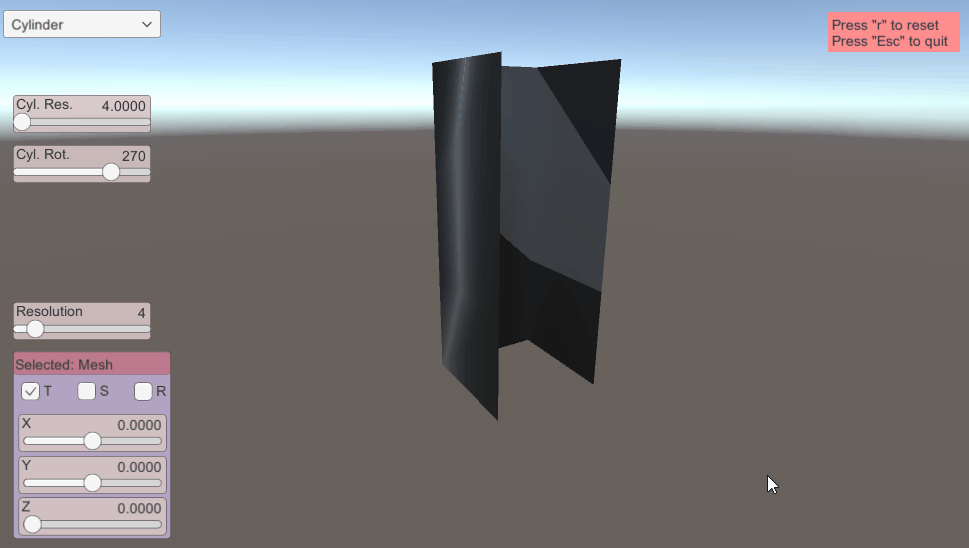 Cylinder
Press "r" to reset
Press "Esc" to quit
Cyl. Res. 4.0000
Cyl. Rot. 270
Resolution 4
Selected: Mesh
T S R
X 0.0000
Y 0.0000
Z 0.0000